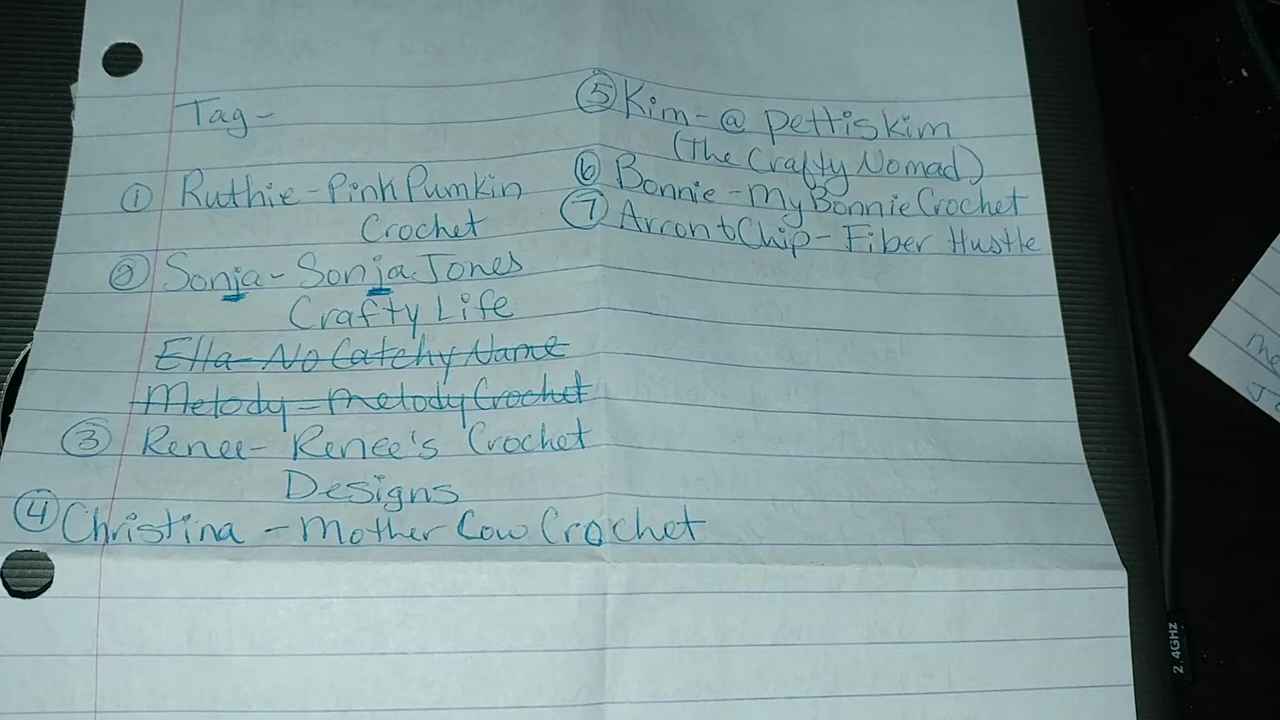 Tag-
① Ruthie - Pink Pumkin
Crochet
② Sonja - Sonja Jones
Crafty Life
Ella - No Catchy Name
Melody - Melody Crochet
③ Renee - Renee's Crochet
Designs
④ Christina - Mother Cow Crochet
⑤ Kim - @ pettiskim
(The Crafty Nomad)
⑥ Bonnie - My Bonnie Crochet
⑦ Arron & Chip - Fiber Hustle
2.4GHz